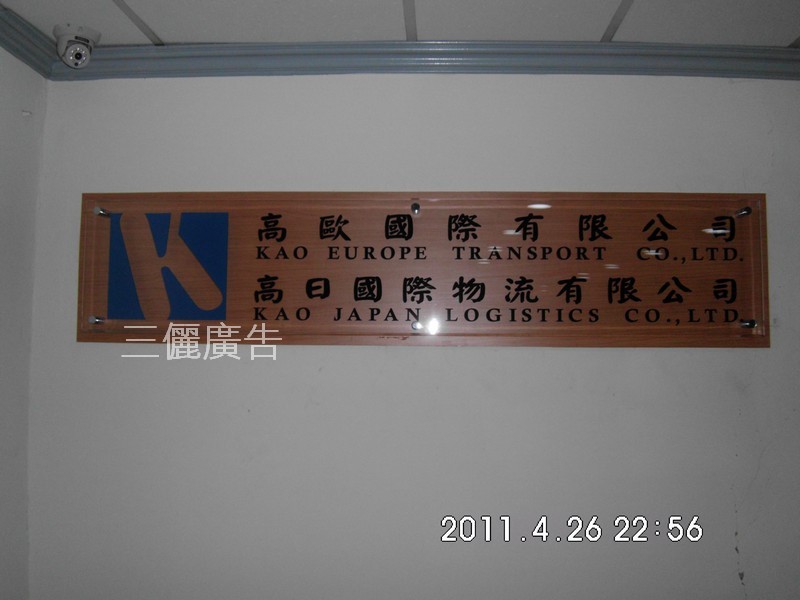 K
高歐國際有限公司
KAO EUROPE TRANSPORT CO.,LTD.
高日國際物流有限公司
KAO JAPAN LOGISTICS CO.,LTD.
三儷廣告
2011.4.26 22:56